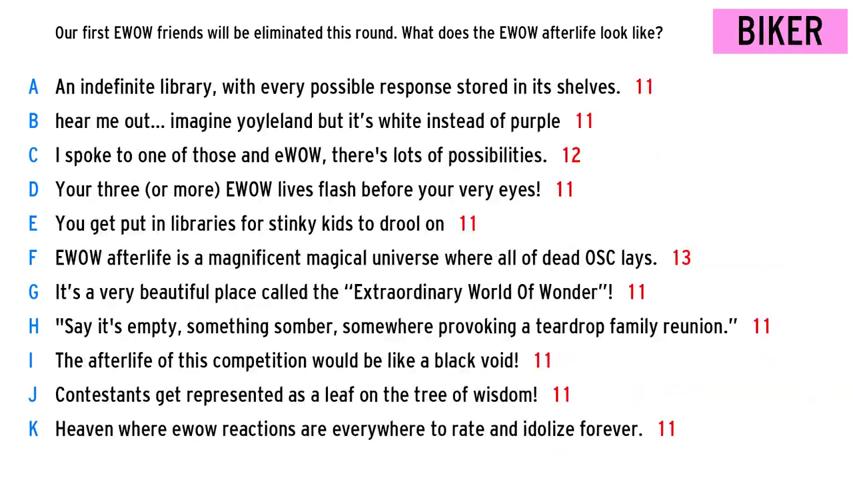 Our first EWOW friends will be eliminated this round. What does the EWOW afterlife look like?
BIKER
A An indefinite library, with every possible response stored in its shelves. 11
B hear me out... imagine yoyleland but it's white instead of purple 11
C I spoke to one of those and eWOW, there's lots of possibilities. 12
D Your three (or more) EWOW lives flash before your very eyes! 11
E You get put in libraries for stinky kids to drool on 11
F EWOW afterlife is a magnificent magical universe where all of dead OSC lays. 13
G It's a very beautiful place called the “Extraordinary World Of Wonder”! 11
H "Say it's empty, something somber, somewhere provoking a teardrop family reunion.” 11
I The afterlife of this competition would be like a black void! 11
J Contestants get represented as a leaf on the tree of wisdom! 11
K Heaven where ewow reactions are everywhere to rate and idolize forever. 11